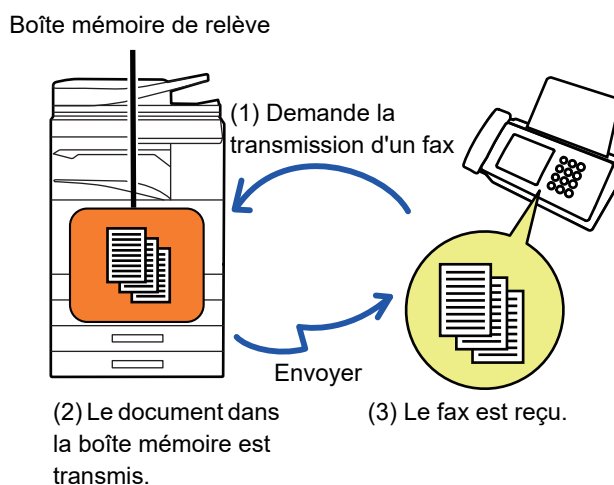 Boîte mémoire de relève
(1) Demande la
transmission d'un fax
Envoyer
(2) Le document dans
la boîte mémoire est
transmis.
(3) Le fax est reçu.